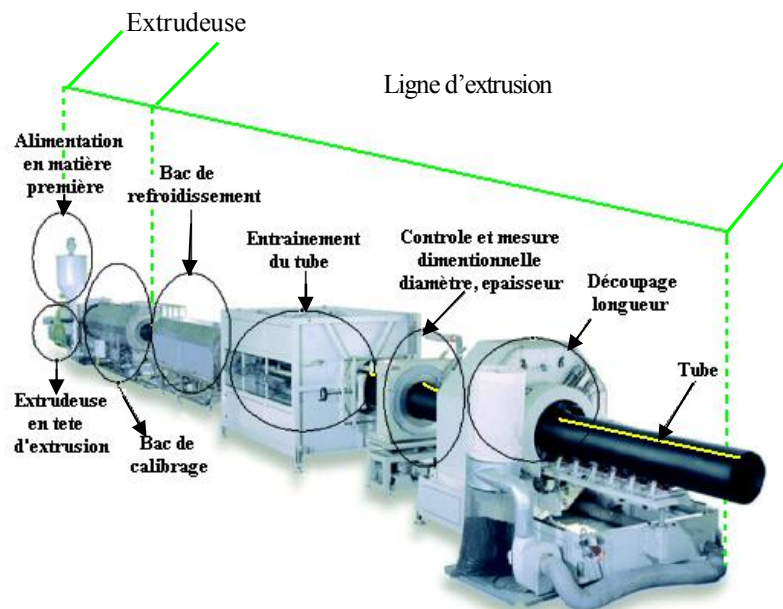 Extrudeuse
Ligne d'extrusion
Alimentation
en matière
première
Bac de
refroidissement
Entrainement
du tube
Controle et mesure
dimentionnelle
diamètre, epaisseur
Découpage
longueur
Tube
Extrudeuse
en tete
d'extrusion
Bac de
calibrage